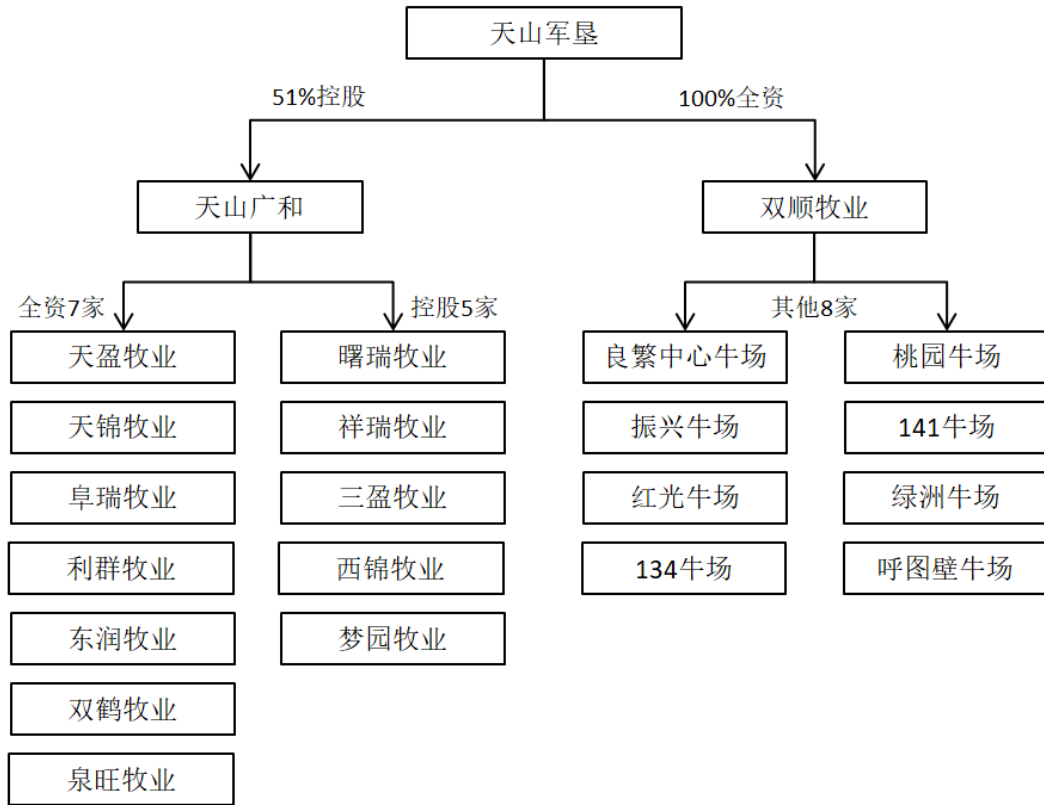 天山军垦
51%控股
100%全资
天山广和
双顺牧业
全资7家
控股5家
其他8家
天盈牧业
曙瑞牧业
良繁中心牛场
桃园牛场
天锦牧业
祥瑞牧业
振兴牛场
141牛场
阜瑞牧业
三盈牧业
红光牛场
绿洲牛场
利群牧业
西锦牧业
134牛场
呼图壁牛场
东润牧业
梦园牧业
双鹤牧业
泉旺牧业